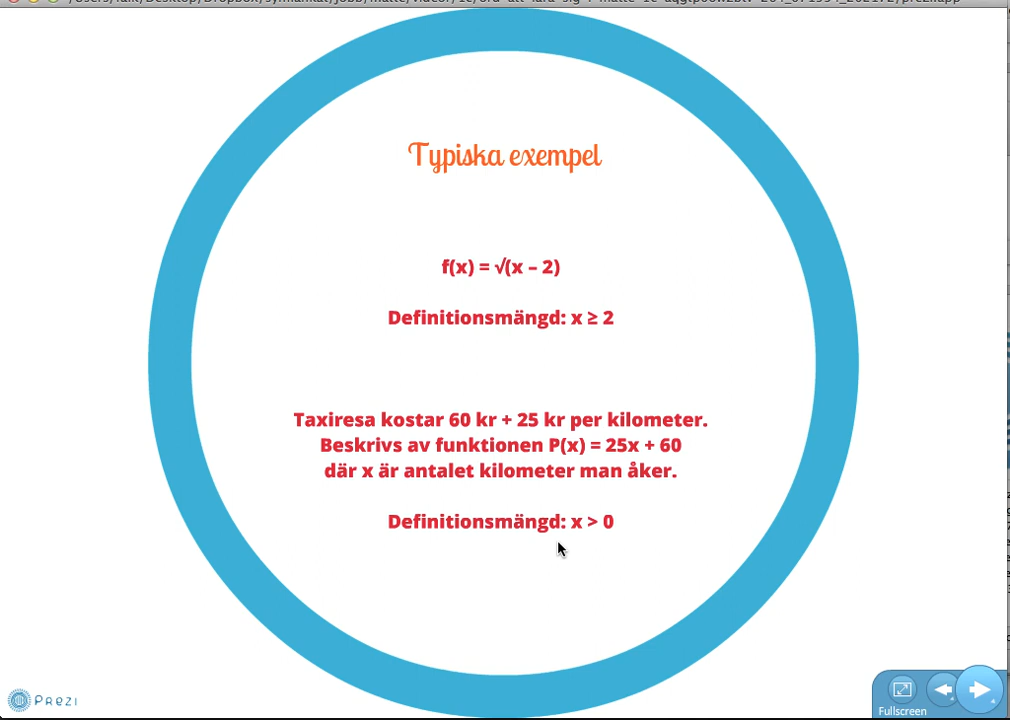 Typiska exempel
f(x) = √(x – 2)
Definitionsmängd: x ≥ 2
Taxiresa kostar 60 kr + 25 kr per kilometer.
Beskrivs av funktionen P(x) = 25x + 60
där x är antalet kilometer man åker.
Definitionsmängd: x > 0
Prezi
Fullscreen